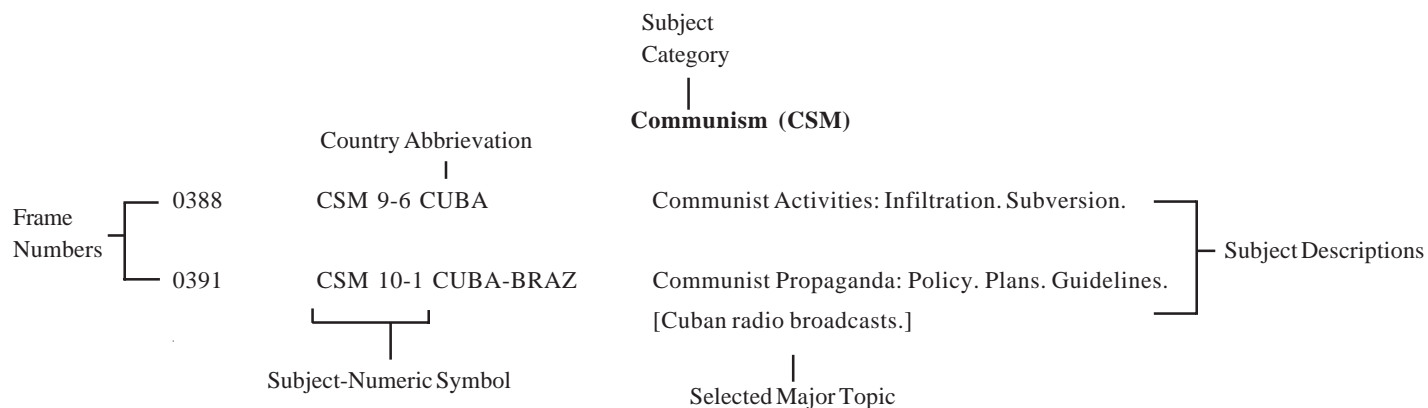 Subject
Category
Communism (CSM)
Country Abbrievation
0388 CSM 9-6 CUBA Communist Activities: Infiltration. Subversion.
Frame
Numbers
Subject Descriptions
0391 CSM 10-1 CUBA-BRAZ Communist Propaganda: Policy. Plans. Guidelines.
[Cuban radio broadcasts.]
Subject-Numeric Symbol
Selected Major Topic